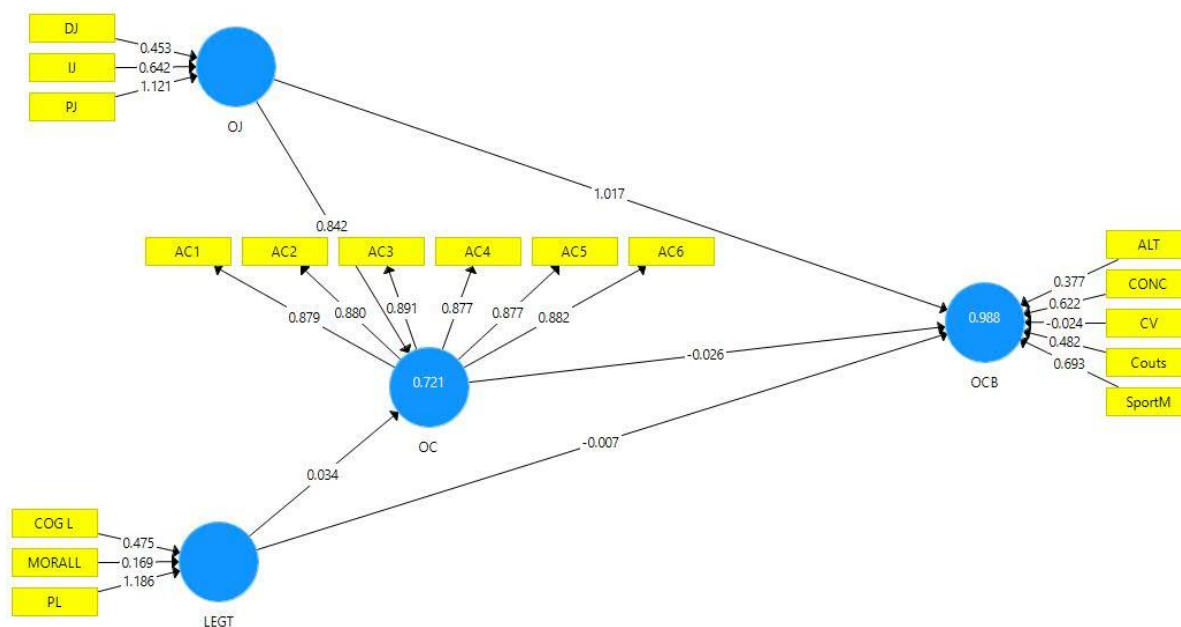 DJ
0.453
IJ
0.642
PJ
1.121
OJ
1.017
0.842
AC1
AC2
AC3
AC4
AC5
AC6
0.879
0.880
0.891
0.877
0.877
0.882
0.721
OC
-0.026
0.988
OCB
ALT
0.377
CONC
0.622
CV
-0.024
Couts
0.482
SportM
0.693
-0.007
0.034
COG L
0.475
MORALL
0.169
PL
1.186
LEGT